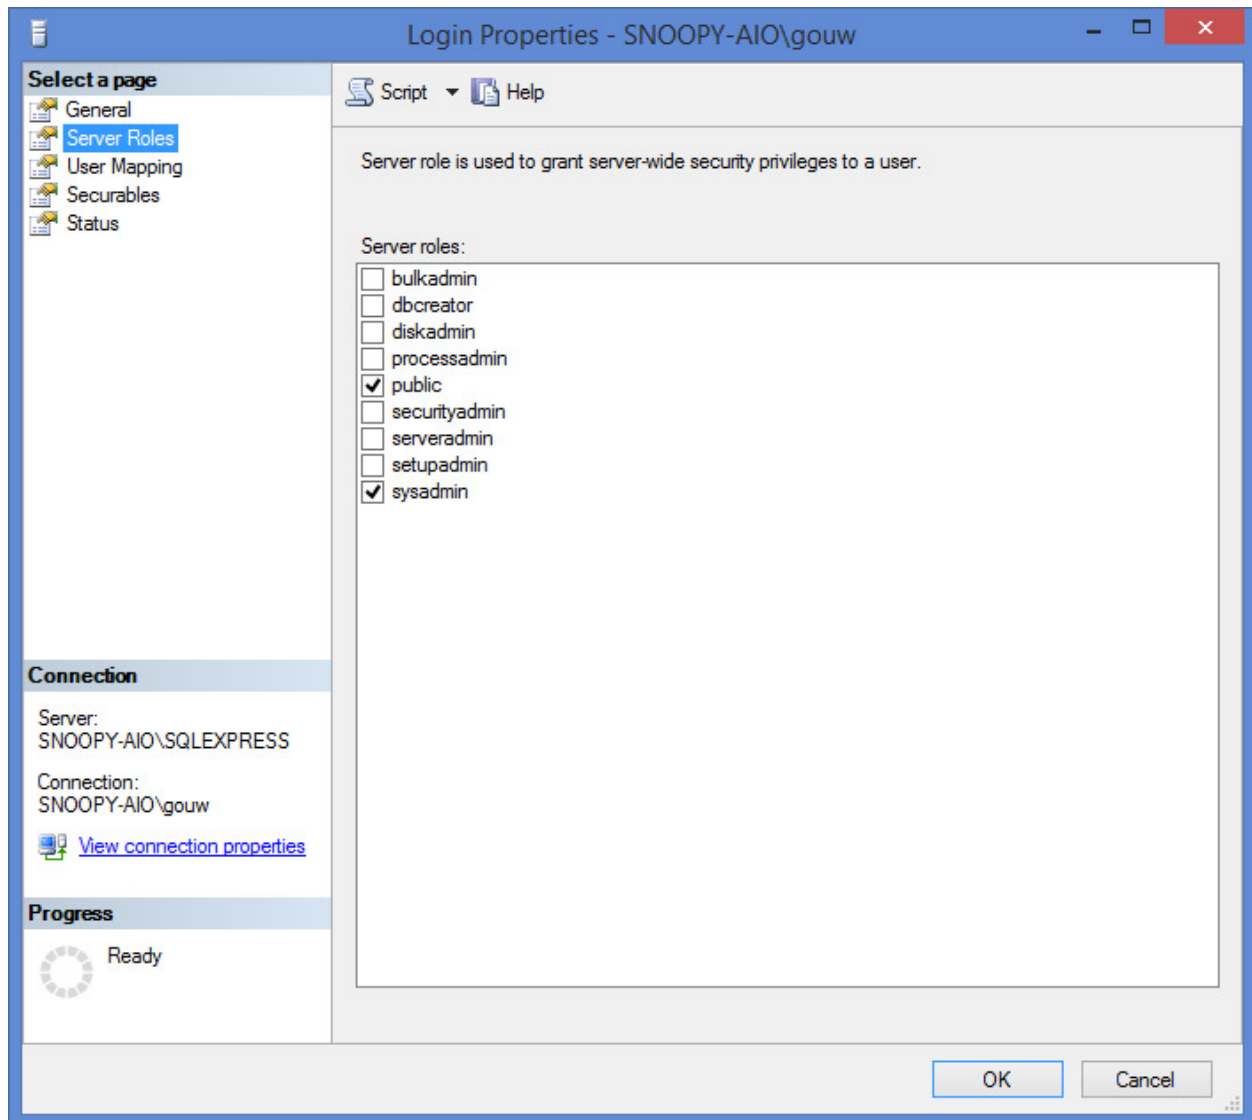 Login Properties - SNOOPY-AIO\gouw
Select a page
General
Server Roles
User Mapping
Securables
Status
Script
Help
Server role is used to grant server-wide security privileges to a user.
Server roles:
bulkadmin
dbcreator
diskadmin
processadmin
public
securityadmin
serveradmin
setupadmin
sysadmin
Connection
Server:
SNOOPY-AIO\SQLEXPRESS
Connection:
SNOOPY-AIO\gouw
View connection properties
Progress
Ready
OK
Cancel